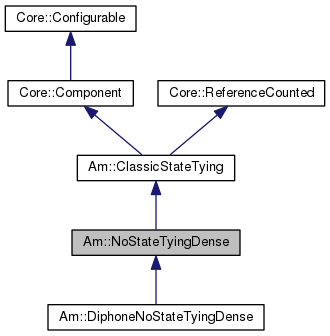 Core::Configurable
Core::Component
Core::ReferenceCounted
Am::ClassicStateTying
Am::NoStateTyingDense
Am::DiphoneNoStateTyingDense